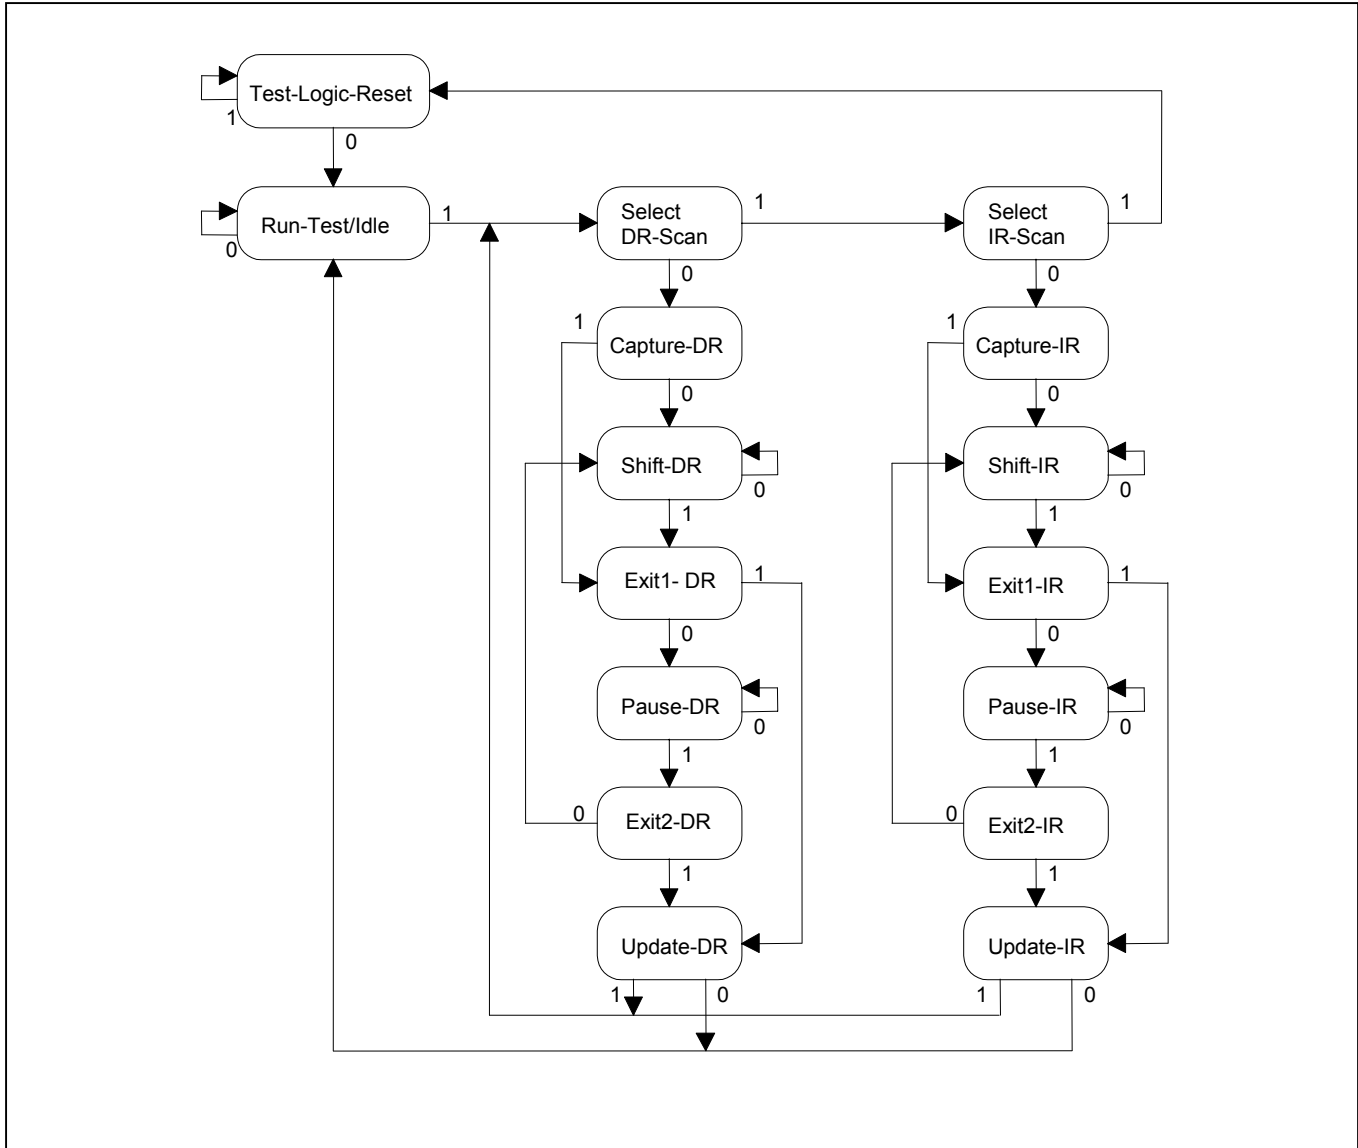 Test-Logic-Reset
1
0
Run-Test/Idle
1
0
Select
DR-Scan
1
0
Select
IR-Scan
1
0
1
Capture-DR
0
1
Capture-IR
0
Shift-DR
0
1
Shift-IR
0
1
Exit1- DR
1
0
Exit1-IR
1
0
Pause-DR
0
1
Pause-IR
0
1
0
Exit2-DR
1
0
Exit2-IR
1
Update-DR
1
0
Update-IR
1
0